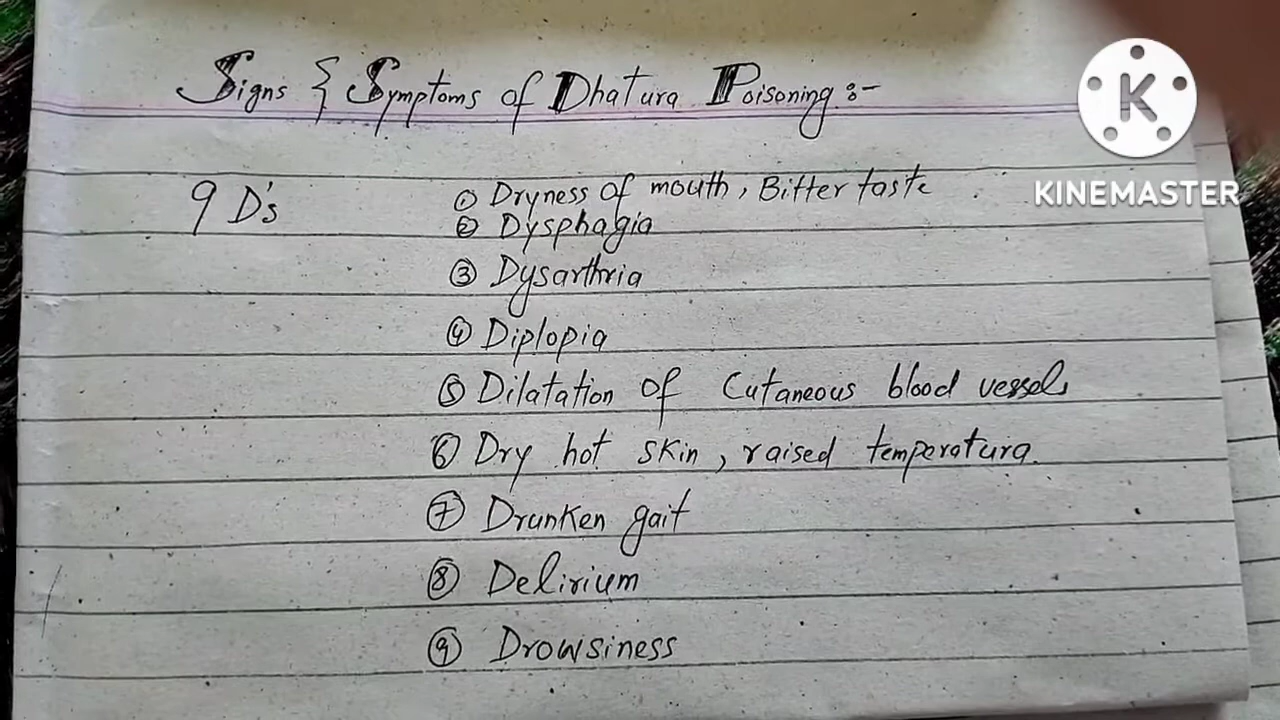 Signs & Symptoms of Dhatura Poisoning :-
K
KINEMASTER
9 D's
① Dryness of mouth, Bitter taste
② Dysphagia
③ Dysarthria
④ Diplopia
⑤ Dilatation of Cutaneous blood vessels
⑥ Dry hot skin, raised temperatura.
⑦ Drunken gait
⑧ Delirium
⑨ Drowsiness